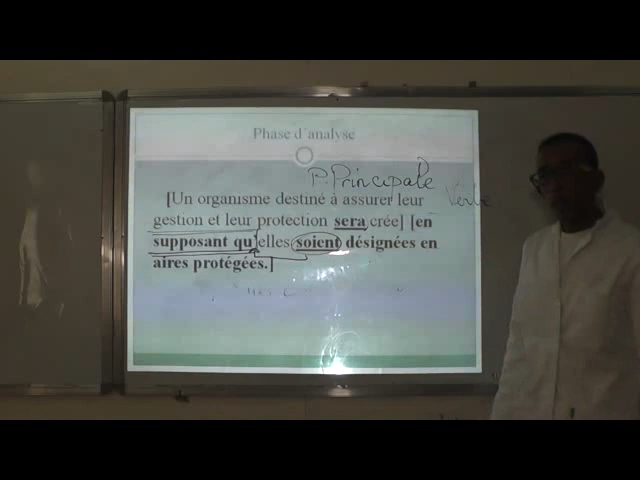 Phase d'analyse
P. Principale
[Un organisme destiné à assurer leur
Verbe
gestion et leur protection sera crée] [en
supposant qu'elles soient désignées en
aires protégées.]